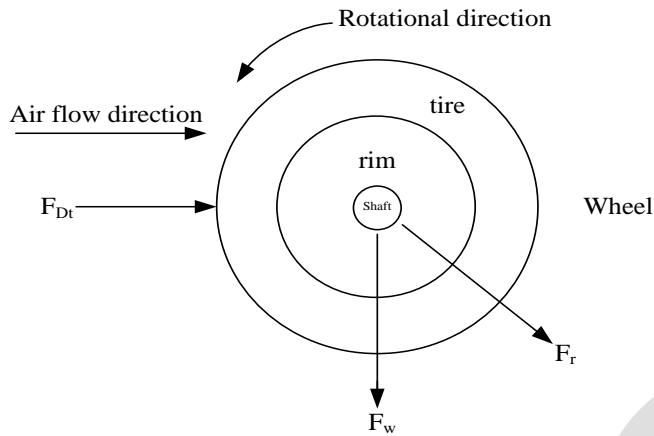 Rotational direction
Air flow direction
tire
rim
F_Dt
Shaft
Wheel
F_r
F_w